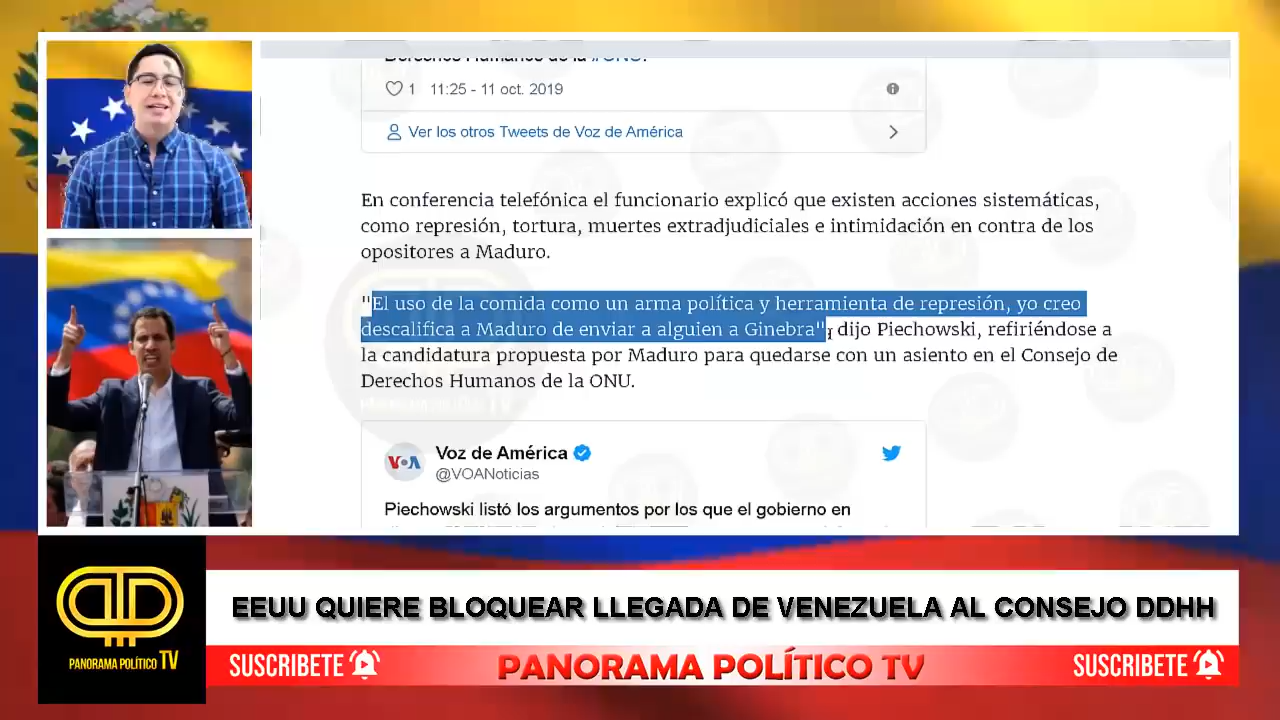 Derechos Humanos de la #ONU.
1 11:25 - 11 oct. 2019
Ver los otros Tweets de Voz de América
En conferencia telefónica el funcionario explicó que existen acciones sistemáticas,
como represión, tortura, muertes extradjudiciales e intimidación en contra de los
opositores a Maduro.
"El uso de la comida como un arma política y herramienta de represión, yo creo
descalifica a Maduro de enviar a alguien a Ginebra", dijo Piechowski, refiriéndose a
la candidatura propuesta por Maduro para quedarse con un asiento en el Consejo de
Derechos Humanos de la ONU.
VOA
Voz de América
@VOANoticias
Piechowski listó los argumentos por los que el gobierno en
EEUU QUIERE BLOQUEAR LLEGADA DE VENEZUELA AL CONSEJO DDHH
PANORAMA POLÍTICO TV
SUSCRIBETE
PANORAMA POLÍTICO TV
SUSCRIBETE